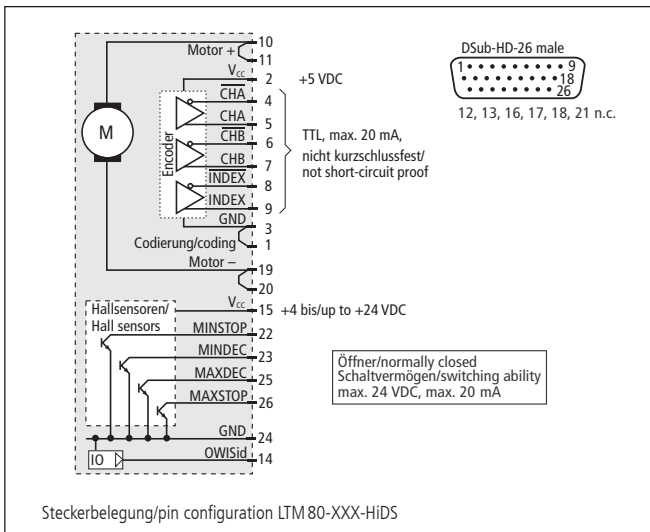 10
Motor +
11
Vcc
2
+5 VDC
CHA
4
CHA
5
CHB
6
CHB
7
INDEX
8
INDEX
9
GND
3
Codierung/coding
1
Motor –
19
20
M
Encoder
TTL, max. 20 mA,
nicht kurzschlussfest/
not short-circuit proof
DSub-HD-26 male
1 9
18
26
12, 13, 16, 17, 18, 21 n.c.
Hallsensoren/
Hall sensors
Vcc
15 +4 bis/up to +24 VDC
MINSTOP
22
MINDEC
23
MAXDEC
25
MAXSTOP
26
GND
24
OWISid
14
IO
Öffner/normally closed
Schaltvermögen/switching ability
max. 24 VDC, max. 20 mA
Steckerbelegung/pin configuration LTM 80-XXX-HiDS